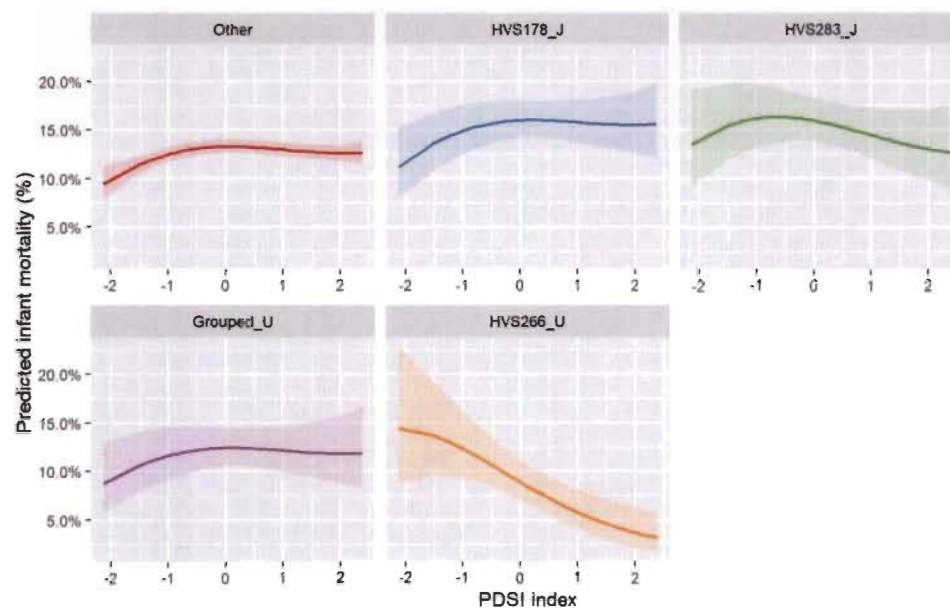 Other HVS178_J HVS283_J
20.0%
15.0%
10.0%
5.0%
-2 -1 0 1 2 -2 -1 0 1 2 -2 -1 0 1 2
Predicted infant mortality (%)
Grouped_U HVS266_U
20.0%
15.0%
10.0%
5.0%
-2 -1 0 1 2 -2 -1 0 1 2
PDSI index